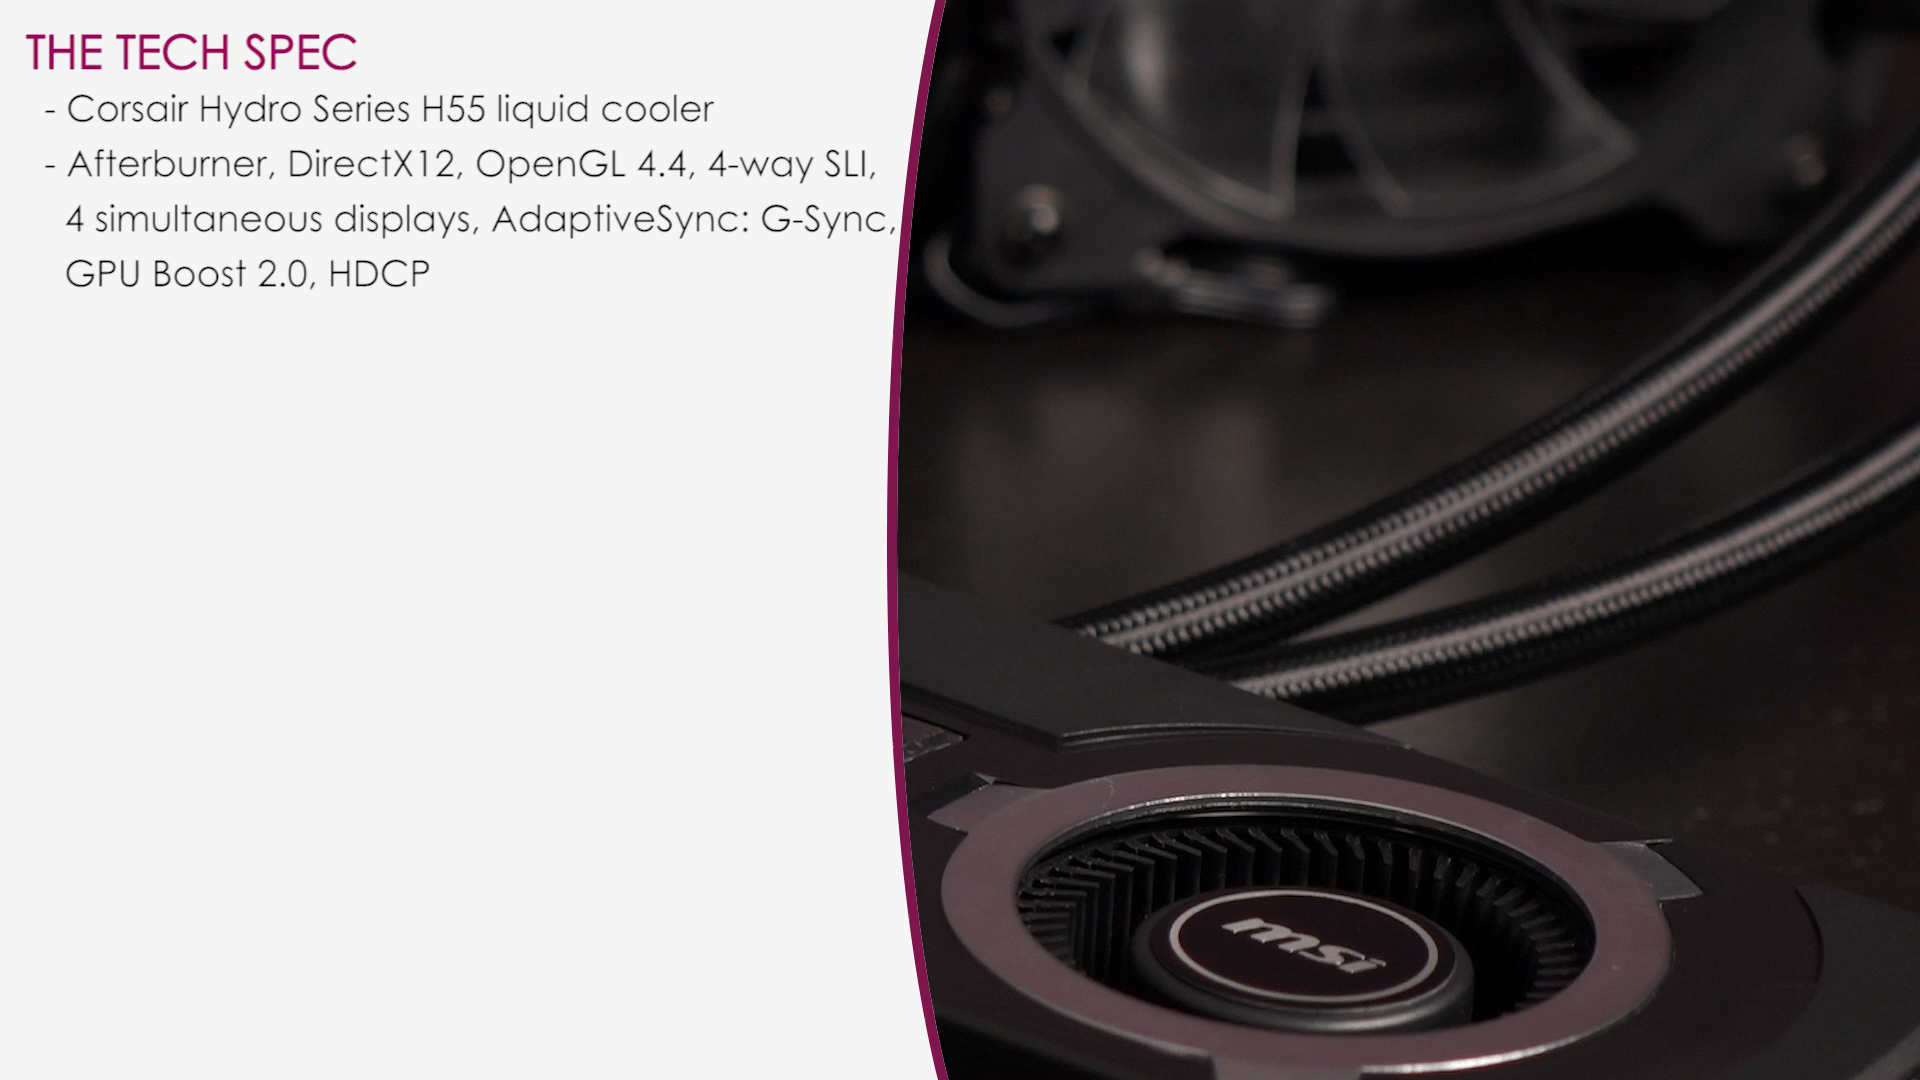 THE TECH SPEC
- Corsair Hydro Series H55 liquid cooler
- Afterburner, DirectX12, OpenGL 4.4, 4-way SLI,
4 simultaneous displays, AdaptiveSync: G-Sync,
GPU Boost 2.0, HDCP
msi